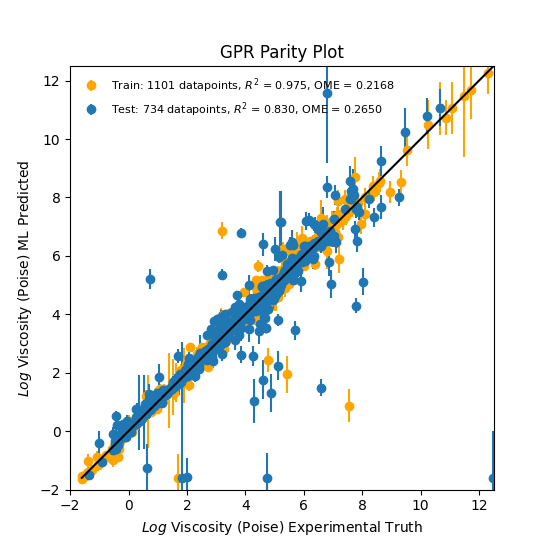 GPR Parity Plot
Train: 1101 datapoints, R² = 0.975, OME = 0.2168
Test: 734 datapoints, R² = 0.830, OME = 0.2650
Log Viscosity (Poise) ML Predicted
12
10
8
6
4
2
0
−2
−2 0 2 4 6 8 10 12
Log Viscosity (Poise) Experimental Truth